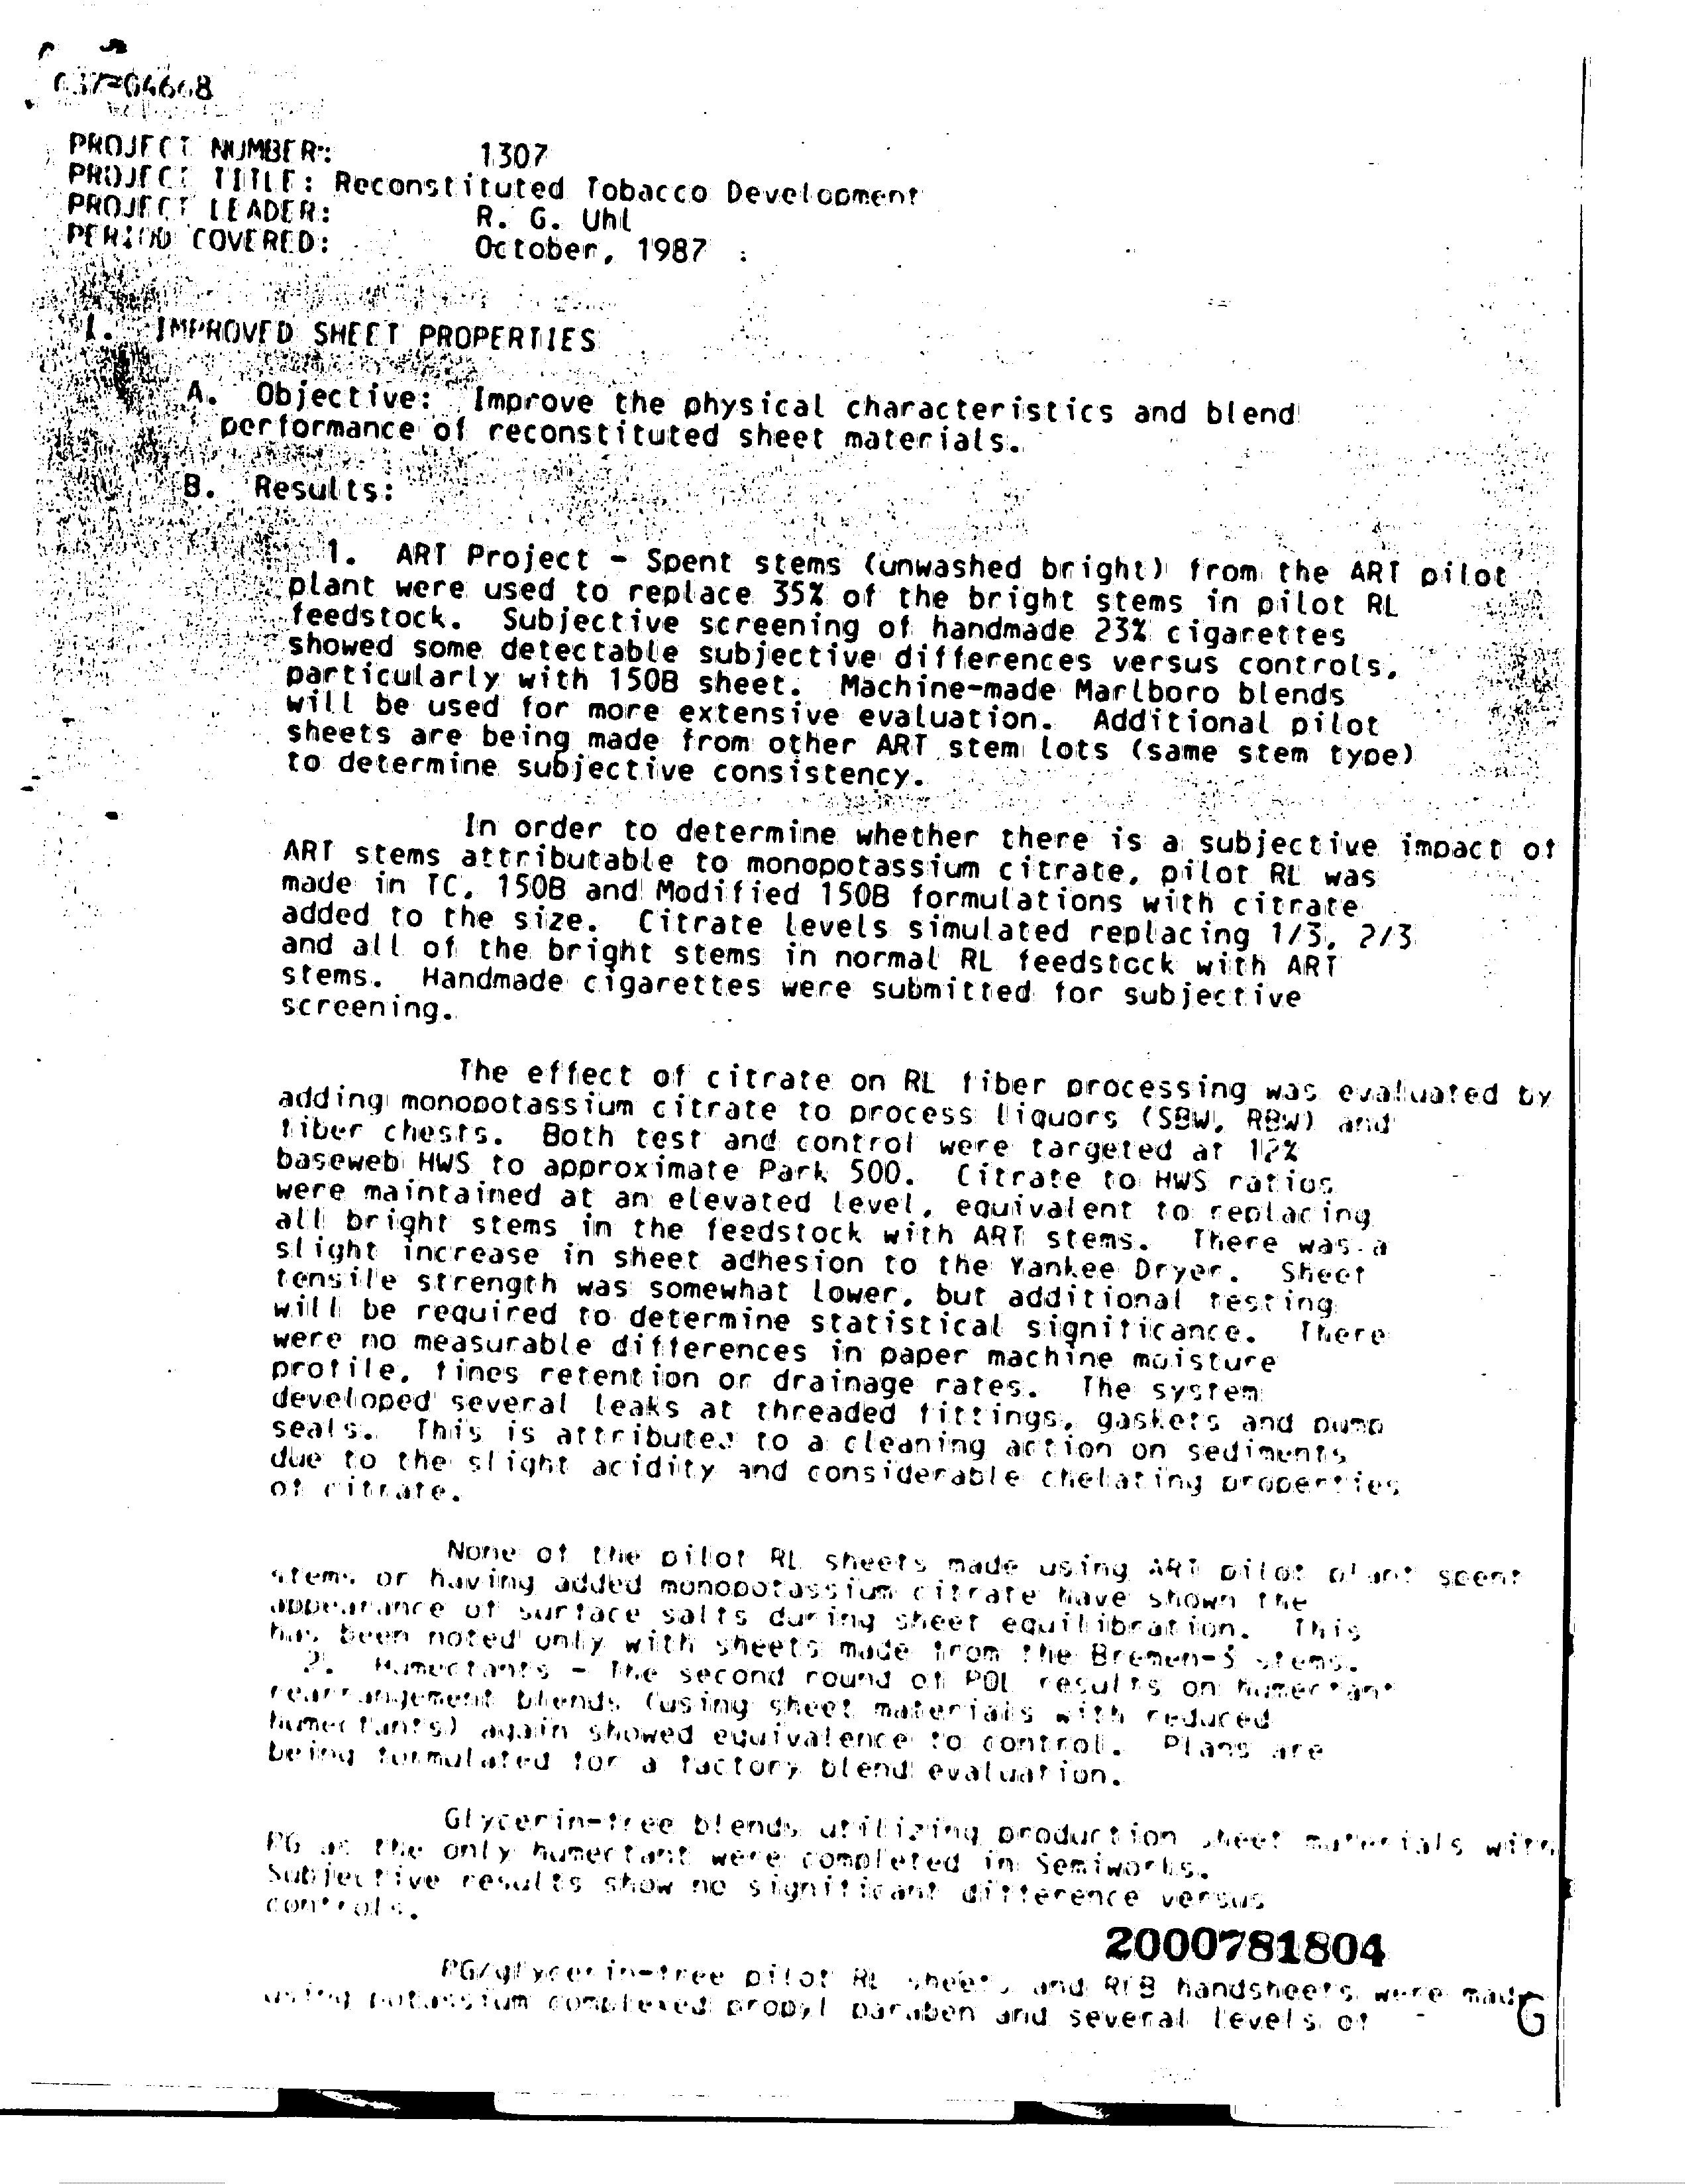 PROJECT NUMBER: 1307
PROJECT TITLE: Reconstituted Tobacco Development
PROJECT LEADER: R. G. Uhl
PERIOD COVERED: October, 1987
I. IMPROVED SHEET PROPERTIES
A. Objective: Improve the physical characteristics and blend
performance of reconstituted sheet materials.
B. Results:
1. ART Project - Spent stems (unwashed bright) from the ART pilot
plant were used to replace 35% of the bright stems in pilot RL
feedstock. Subjective screening of handmade 23% cigarettes
showed some detectable subjective differences versus controls,
particularly with 150B sheet. Machine-made Marlboro blends
will be used for more extensive evaluation. Additional pilot
sheets are being made from other ART stem lots (same stem type)
to determine subjective consistency.
In order to determine whether there is a subjective impact of
ART stems attributable to monopotassium citrate, pilot RL was
made in TC, 150B and Modified 150B formulations with citrate
added to the size. Citrate levels simulated replacing 1/3, 2/3
and all of the bright stems in normal RL feedstock with ART
stems. Handmade cigarettes were submitted for subjective
screening.
The effect of citrate on RL fiber processing was evaluated by
adding monopotassium citrate to process liquors (SBW, RBW) and
fiber chests. Both test and control were targeted at 12%
baseweb HWS to approximate Park 500. Citrate to HWS ratios
were maintained at an elevated level, equivalent to replacing
all bright stems in the feedstock with ART stems. There was a
slight increase in sheet adhesion to the Yankee Dryer. Sheet
tensile strength was somewhat lower, but additional testing
will be required to determine statistical significance. There
were no measurable differences in paper machine moisture
profile, fines retention or drainage rates. The system
developed several leaks at threaded fittings, gaskets and pump
seals. This is attributed to a cleaning action on sediments
due to the slight acidity and considerable chelating properties
of citrate.
None of the pilot RL sheets made using ART pilot plant spent
stems or having added monopotassium citrate have shown the
appearance of surface salts during sheet equilibration. This
has been noted only with sheets made from the Bremen-S stems.
2. Humectants - The second round of POL results on humectant
rearrangement blends (using sheet materials with reduced
humectants) again showed equivalence to control. Plans are
being formulated for a factory blend evaluation.
Glycerin-free blends utilizing production sheet materials with
PG as the only humectant were completed in Semiworks.
Subjective results show no significant difference versus
controls.
2000781804
PG/glycerin-free pilot RL sheets and RCB handsheets were made
using potassium complexed propyl paraben and several levels of
G